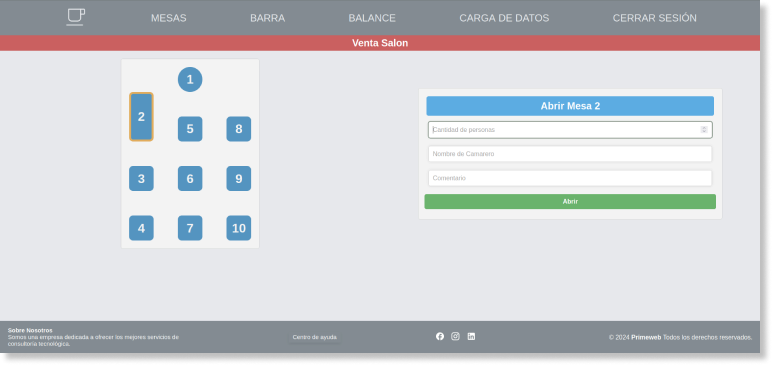 MESAS BARRA BALANCE CARGA DE DATOS CERRAR SESIÓN
Venta Salon
1
2
5 8
3 6 9
4 7 10
Abrir Mesa 2
Cantidad de personas
Nombre de Camarero
Comentario
Abrir
Sobre Nosotros
Somos una empresa dedicada a ofrecer los mejores servicios de
consultoría tecnológica.
Centro de ayuda
© 2024 Primeweb Todos los derechos reservados.